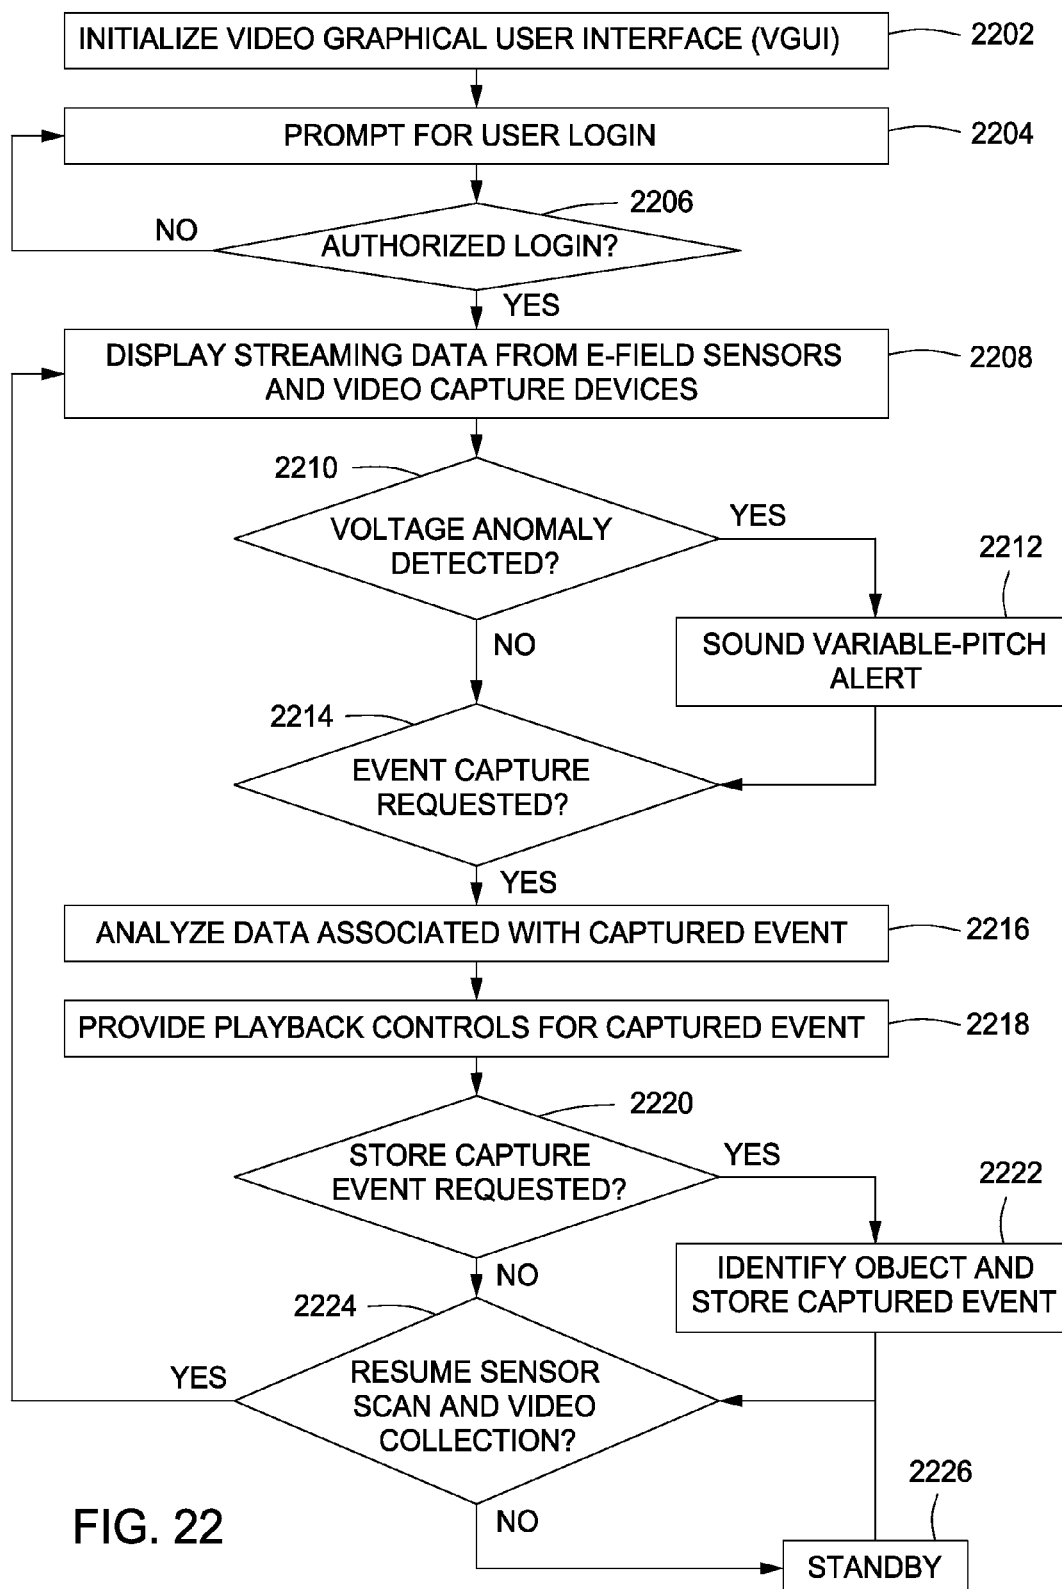 INITIALIZE VIDEO GRAPHICAL USER INTERFACE (VGUI)
2202
PROMPT FOR USER LOGIN
2204
2206
NO
AUTHORIZED LOGIN?
YES
DISPLAY STREAMING DATA FROM E-FIELD SENSORS
AND VIDEO CAPTURE DEVICES
2208
2210
VOLTAGE ANOMALY
DETECTED?
YES
2212
SOUND VARIABLE-PITCH
ALERT
NO
2214
EVENT CAPTURE
REQUESTED?
YES
ANALYZE DATA ASSOCIATED WITH CAPTURED EVENT
2216
PROVIDE PLAYBACK CONTROLS FOR CAPTURED EVENT
2218
2220
STORE CAPTURE
EVENT REQUESTED?
YES
2222
IDENTIFY OBJECT AND
STORE CAPTURED EVENT
NO
2224
YES
RESUME SENSOR
SCAN AND VIDEO
COLLECTION?
2226
NO
STANDBY
FIG. 22